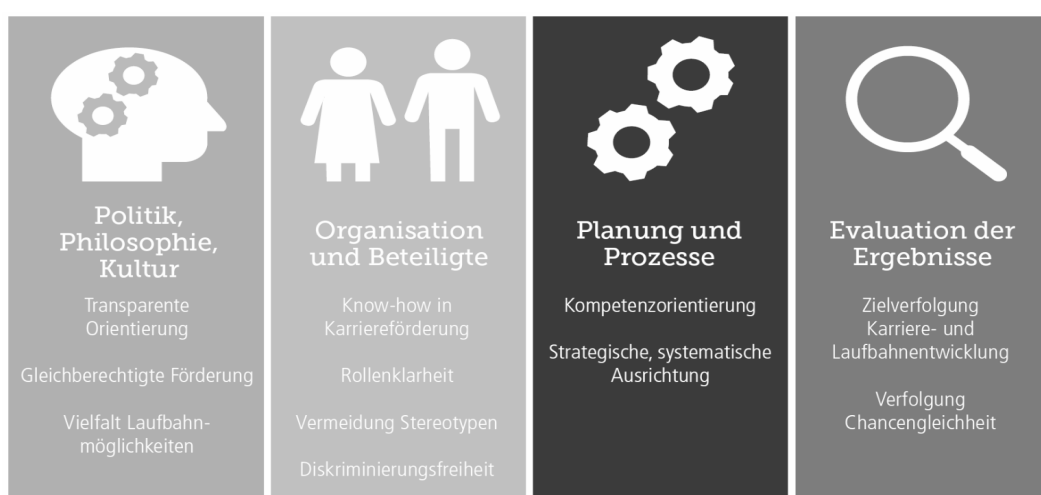 Politik,
Philosophie,
Kultur
Transparente
Orientierung
Gleichberechtigte Förderung
Vielfalt Laufbahn-
möglichkeiten
Organisation
und Beteiligte
Know-how in
Karriereförderung
Rollenklarheit
Vermeidung Stereotypen
Diskriminierungsfreiheit
Planung und
Prozesse
Kompetenzorientierung
Strategische, systematische
Ausrichtung
Evaluation der
Ergebnisse
Zielverfolgung
Karriere- und
Laufbahnentwicklung
Verfolgung
Chancengleichheit